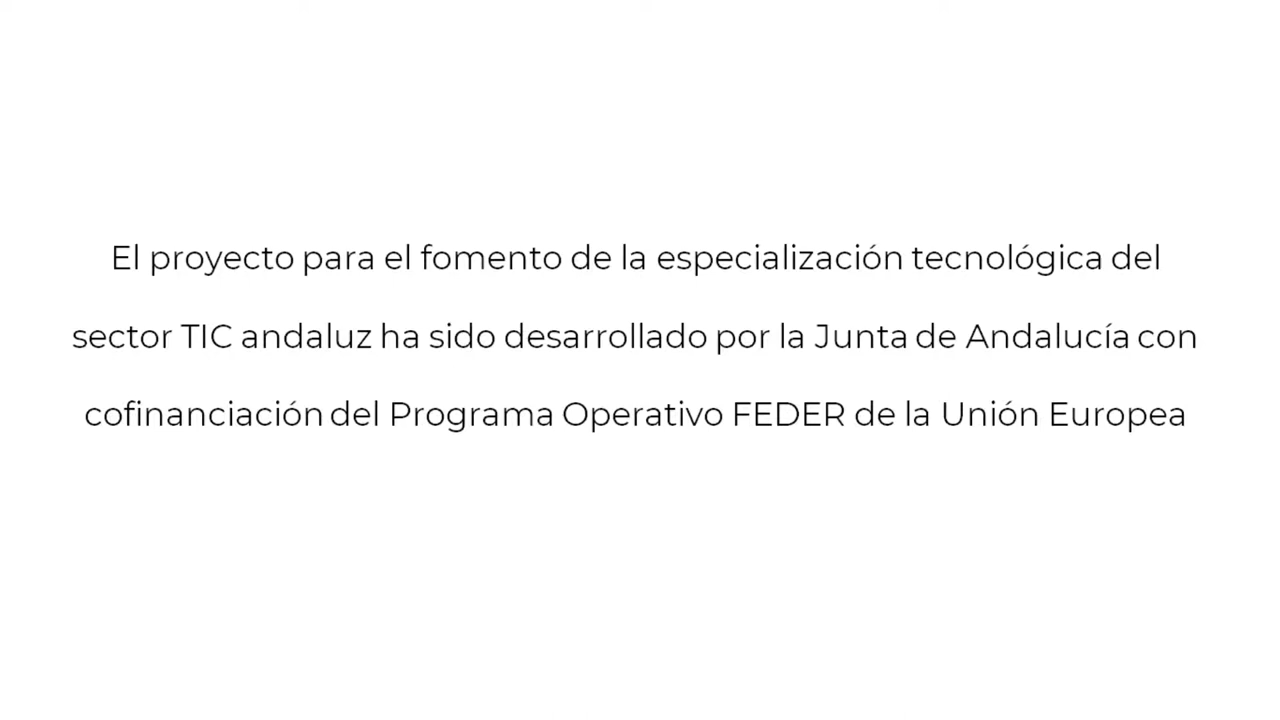 El proyecto para el fomento de la especialización tecnológica del
sector TIC andaluz ha sido desarrollado por la Junta de Andalucía con
cofinanciación del Programa Operativo FEDER de la Unión Europea